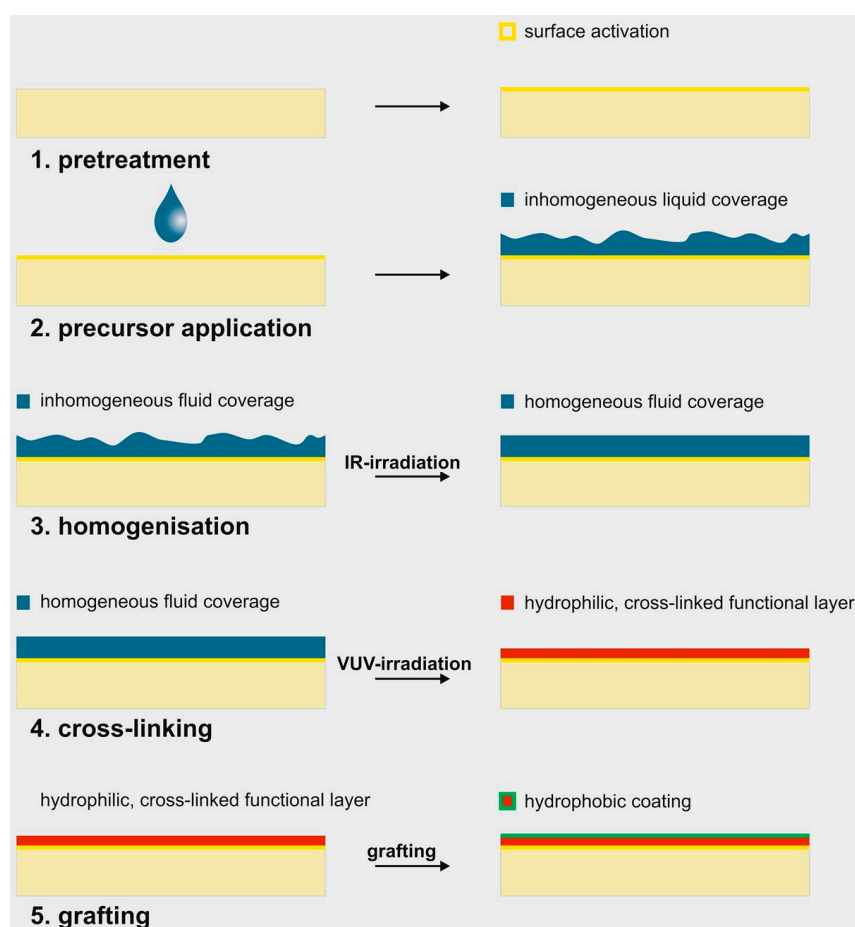 surface activation
1. pretreatment
inhomogeneous liquid coverage
2. precursor application
inhomogeneous fluid coverage
homogeneous fluid coverage
IR-irradiation
3. homogenisation
homogeneous fluid coverage
hydrophilic, cross-linked functional layer
VUV-irradiation
4. cross-linking
hydrophilic, cross-linked functional layer
hydrophobic coating
grafting
5. grafting